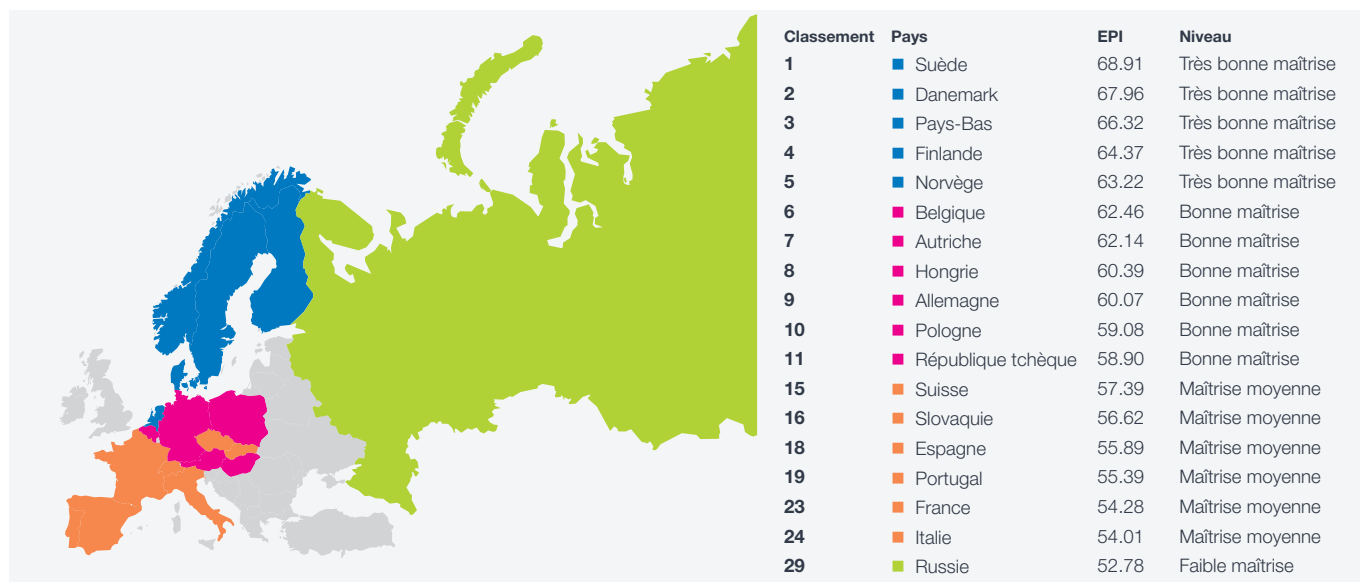 Classement Pays EPI Niveau
1 Suède 68.91 Très bonne maîtrise
2 Danemark 67.96 Très bonne maîtrise
3 Pays-Bas 66.32 Très bonne maîtrise
4 Finlande 64.37 Très bonne maîtrise
5 Norvège 63.22 Très bonne maîtrise
6 Belgique 62.46 Bonne maîtrise
7 Autriche 62.14 Bonne maîtrise
8 Hongrie 60.39 Bonne maîtrise
9 Allemagne 60.07 Bonne maîtrise
10 Pologne 59.08 Bonne maîtrise
11 République tchèque 58.90 Bonne maîtrise
15 Suisse 57.39 Maîtrise moyenne
16 Slovaquie 56.62 Maîtrise moyenne
18 Espagne 55.89 Maîtrise moyenne
19 Portugal 55.39 Maîtrise moyenne
23 France 54.28 Maîtrise moyenne
24 Italie 54.01 Maîtrise moyenne
29 Russie 52.78 Faible maîtrise